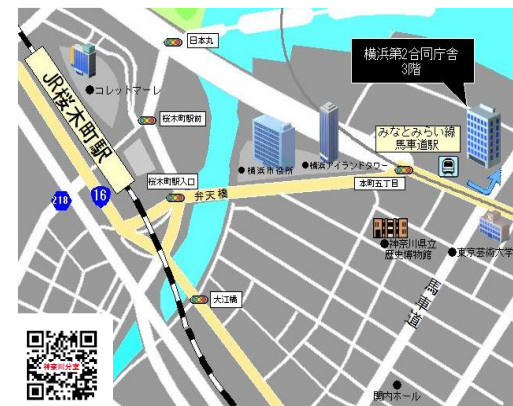 日本丸
横浜第2合同庁舎
3階
コレットマーレ
JR桜木町駅
桜木町駅前
みなとみらい線
馬車道駅
横浜市役所
横浜アイランドタワー
桜木町駅入口
弁天橋
本町五丁目
218
16
神奈川県立
歴史博物館
東京芸術大学
馬車道
大江橋
神奈川分室
関内ホール